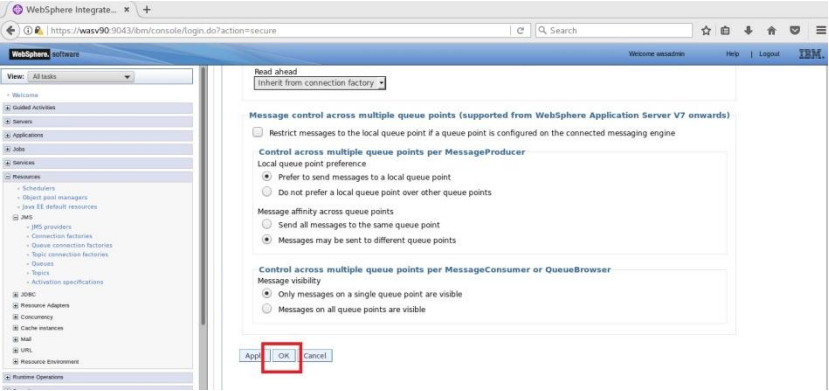 WebSphere Integrate... × +
https://wasv90:9043/ibm/console/login.do?action=secure
Search
WebSphere. software
Welcome wasadmin
Help | Logout
IBM.
View: All tasks
Welcome
Guided Activities
Servers
Applications
Jobs
Services
Resources
Schedulers
Object pool managers
Java EE default resources
JMS
JMS providers
Connection factories
Queue connection factories
Topic connection factories
Queues
Topics
Activation specifications
JDBC
Resource Adapters
Concurrency
Cache instances
Mail
URL
Resource Environment
Runtime Operations
Read ahead
Inherit from connection factory
Message control across multiple queue points (supported from WebSphere Application Server V7 onwards)
Restrict messages to the local queue point if a queue point is configured on the connected messaging engine
Control across multiple queue points per MessageProducer
Local queue point preference
Prefer to send messages to a local queue point
Do not prefer a local queue point over other queue points
Message affinity across queue points
Send all messages to the same queue point
Messages may be sent to different queue points
Control across multiple queue points per MessageConsumer or QueueBrowser
Message visibility
Only messages on a single queue point are visible
Messages on all queue points are visible
Apply OK Cancel